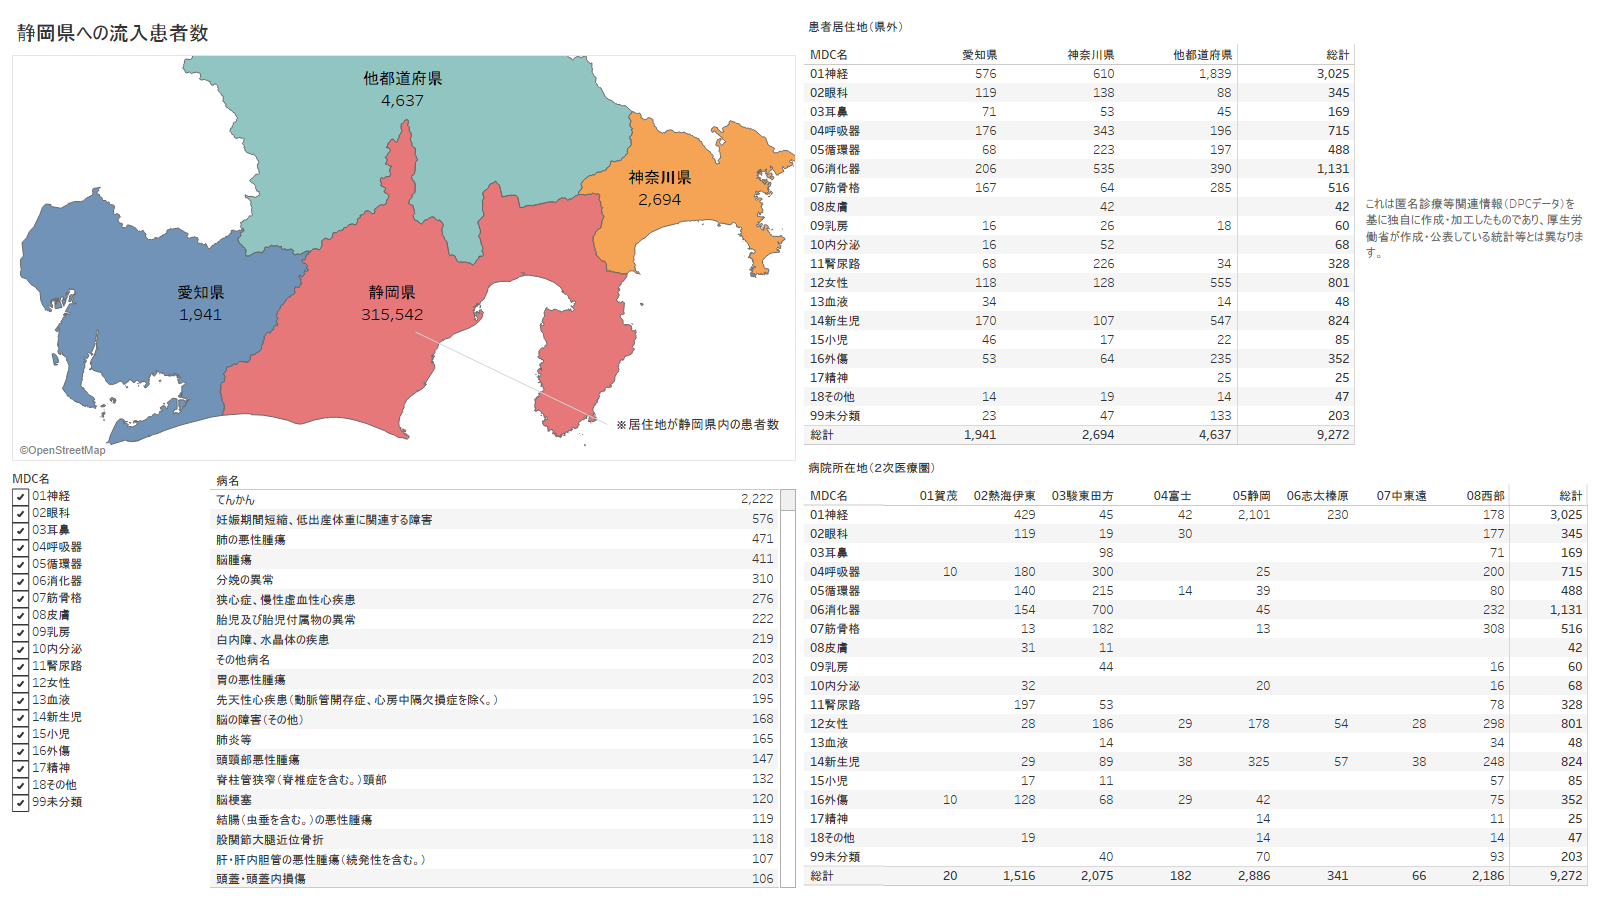 静岡県への流入患者数
他都道府県
4,637
神奈川県
2,694
愛知県
1,941
静岡県
315,542
※居住地が静岡県内の患者数
©OpenStreetMap
患者居住地(県外)
MDC名 愛知県 神奈川県 他都道府県 総計
01神経 576 610 1,839 3,025
02眼科 119 138 88 345
03耳鼻 71 53 45 169
04呼吸器 176 343 196 715
05循環器 68 223 197 488
06消化器 206 535 390 1,131
07筋骨格 167 64 285 516
08皮膚 42 42
09乳房 16 26 18 60
10内分泌 16 52 68
11腎尿路 68 226 34 328
12女性 118 128 555 801
13血液 34 14 48
14新生児 170 107 547 824
15小児 46 17 22 85
16外傷 53 64 235 352
17精神 25 25
18その他 14 19 14 47
99未分類 23 47 133 203
総計 1,941 2,694 4,637 9,272
これは匿名診療等関連情報(DPCデータ)を
基に独自に作成・加工したものであり、厚生労
働省が作成・公表している統計等とは異なりま
す。
MDC名
01神経
02眼科
03耳鼻
04呼吸器
05循環器
06消化器
07筋骨格
08皮膚
09乳房
10内分泌
11腎尿路
12女性
13血液
14新生児
15小児
16外傷
17精神
18その他
99未分類
病名
てんかん 2,222
妊娠期間短縮、低出産体重に関連する障害 576
肺の悪性腫瘍 471
脳腫瘍 411
分娩の異常 310
狭心症、慢性虚血性心疾患 276
胎児及び胎児付属物の異常 222
白内障、水晶体の疾患 219
その他病名 203
胃の悪性腫瘍 203
先天性心疾患(動脈管開存症、心房中隔欠損症を除く。) 195
脳の障害(その他) 168
肺炎等 165
頭頸部悪性腫瘍 147
脊柱管狭窄(脊椎症を含む。)頸部 132
脳梗塞 120
結腸(虫垂を含む。)の悪性腫瘍 119
股関節大腿近位骨折 118
肝・肝内胆管の悪性腫瘍(続発性を含む。) 107
頭蓋・頭蓋内損傷 106
病院所在地(2次医療圏)
MDC名 01賀茂 02熱海伊東 03駿東田方 04富士 05静岡 06志太榛原 07中東遠 08西部 総計
01神経 429 45 42 2,101 230 178 3,025
02眼科 119 19 30 177 345
03耳鼻 98 71 169
04呼吸器 10 180 300 25 200 715
05循環器 140 215 14 39 80 488
06消化器 154 700 45 232 1,131
07筋骨格 13 182 13 308 516
08皮膚 31 11 42
09乳房 44 16 60
10内分泌 32 20 16 68
11腎尿路 197 53 78 328
12女性 28 186 29 178 54 28 298 801
13血液 14 34 48
14新生児 29 89 38 325 57 38 248 824
15小児 17 11 57 85
16外傷 10 128 68 29 42 75 352
17精神 14 11 25
18その他 19 14 14 47
99未分類 40 70 93 203
総計 20 1,516 2,075 182 2,886 341 66 2,186 9,272